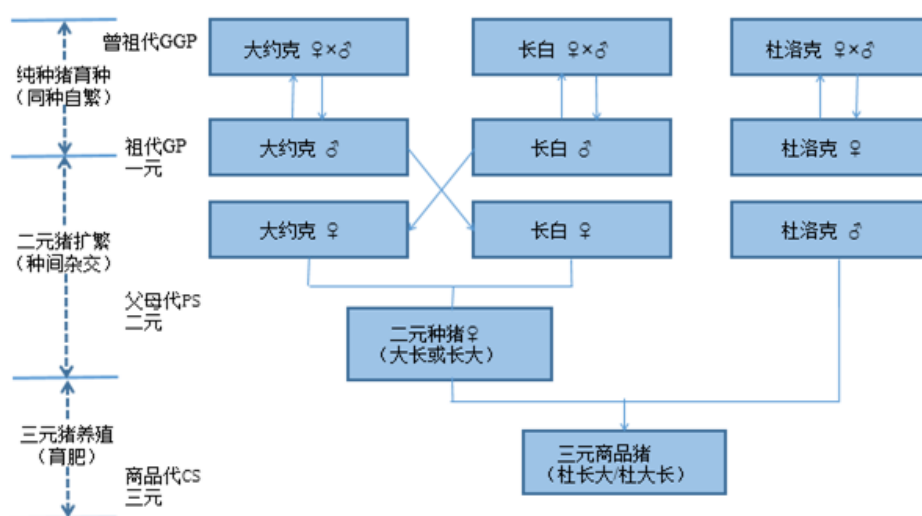 曾祖代GGP
大约克 ♀×♂
长白 ♀×♂
杜洛克 ♀×♂
纯种猪育种
（同种自繁）
祖代GP
一元
大约克 ♂
长白 ♂
杜洛克 ♀
大约克 ♀
长白 ♀
杜洛克 ♂
二元猪扩繁
（种间杂交）
父母代PS
二元
二元种猪♀
（大长或长大）
三元猪养殖
（育肥）
商品代CS
三元
三元商品猪
（杜长大/杜大长）